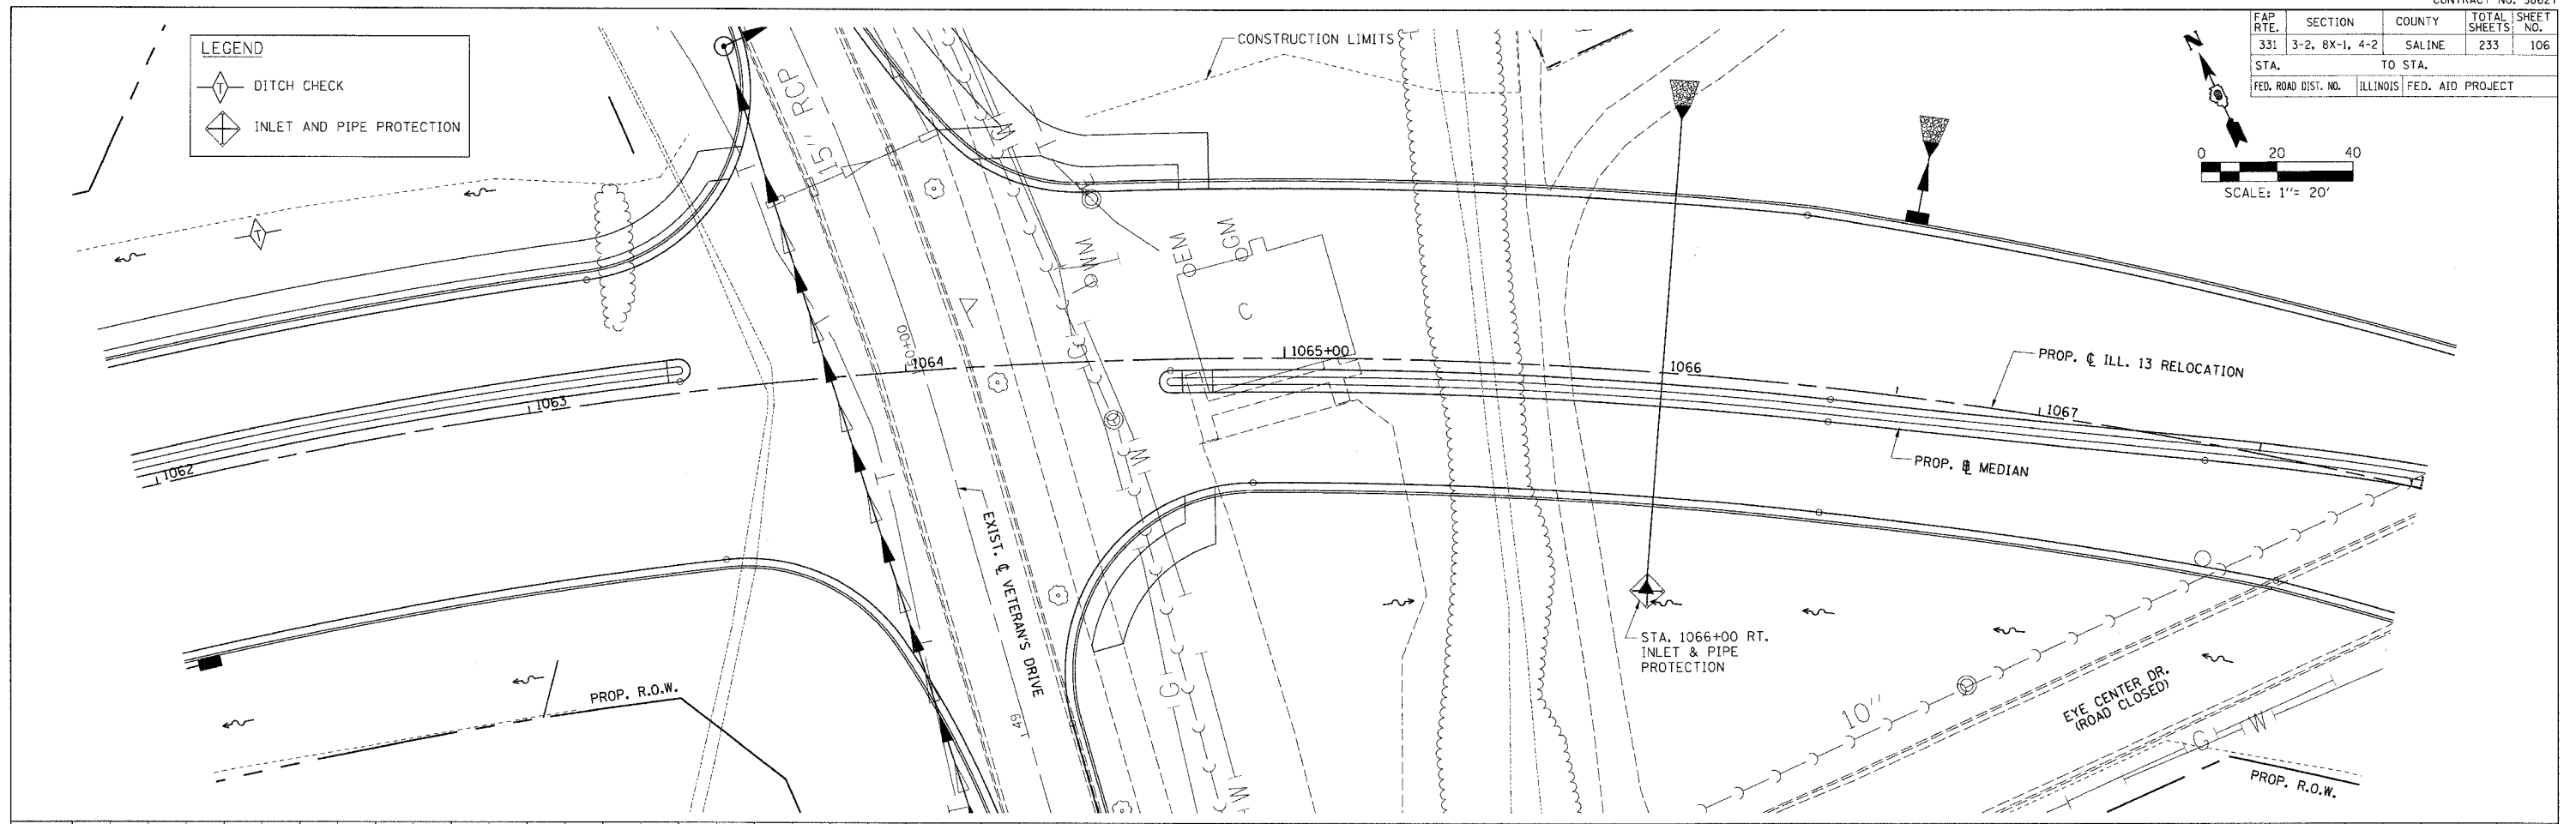 LEGEND
T DITCH CHECK
INLET AND PIPE PROTECTION
15" RCP
CONSTRUCTION LIMITS
FAP RTE. SECTION COUNTY TOTAL SHEETS SHEET NO.
331 3-2, 8X-1, 4-2 SALINE 233 106
STA. TO STA.
FED. ROAD DIST. NO. ILLINOIS FED. AID PROJECT
N
0 20 40
SCALE: 1"= 20'
T
W
WM
EM
GM
C
G
50+00
1062
1063
1064
1065+00
1066
1067
PROP. ℄ ILL. 13 RELOCATION
PROP. ⅊ MEDIAN
W
EXIST. ℄ VETERAN'S DRIVE
49
G
W
STA. 1066+00 RT.
INLET & PIPE
PROTECTION
PROP. R.O.W.
10"
EYE CENTER DR.
(ROAD CLOSED)
G
W
PROP. R.O.W.